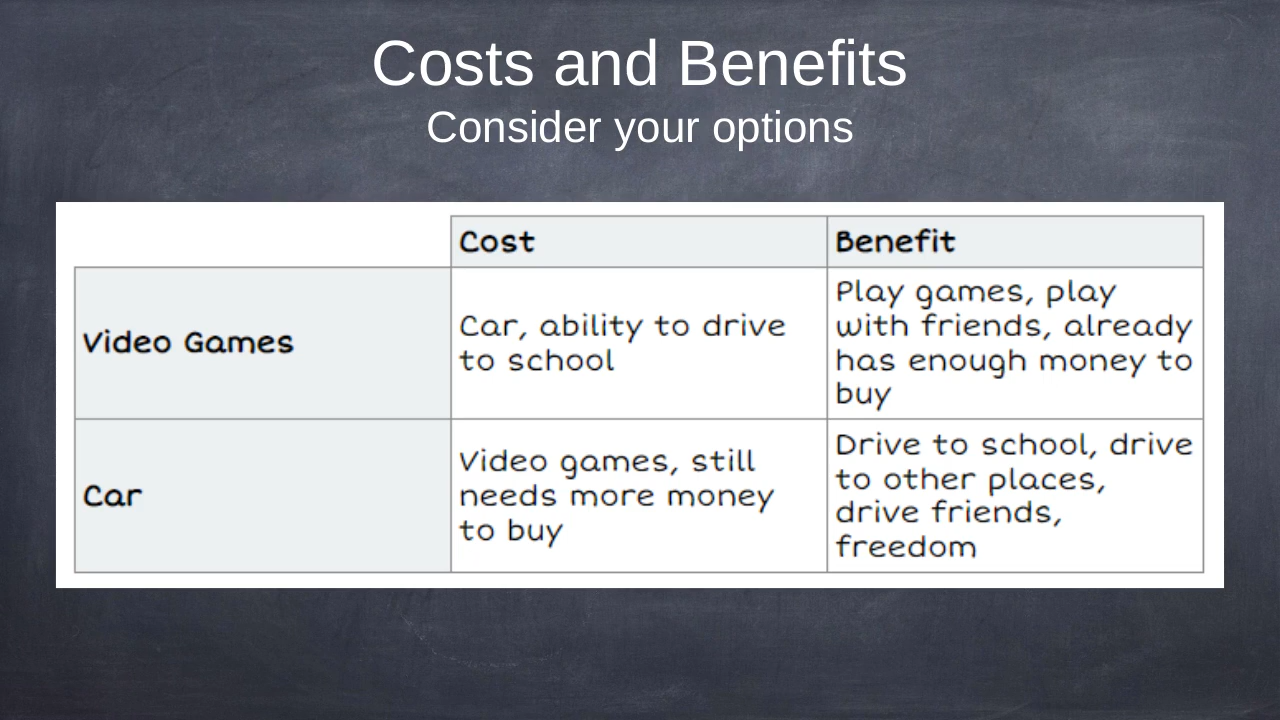 Costs and Benefits
Consider your options
Cost
Benefit
Video Games
Car, ability to drive
to school
Play games, play
with friends, already
has enough money to
buy
Car
Video games, still
needs more money
to buy
Drive to school, drive
to other places,
drive friends,
freedom